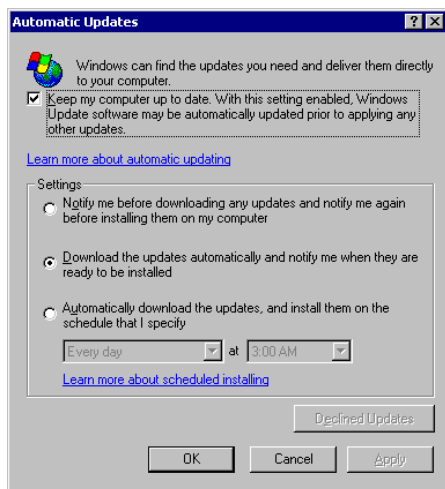 Automatic Updates
Windows can find the updates you need and deliver them directly
to your computer.
Keep my computer up to date. With this setting enabled, Windows
Update software may be automatically updated prior to applying any
other updates.
Learn more about automatic updating
Settings
Notify me before downloading any updates and notify me again
before installing them on my computer
Download the updates automatically and notify me when they are
ready to be installed
Automatically download the updates, and install them on the
schedule that I specify
Every day at 3:00 AM
Learn more about scheduled installing
Declined Updates
OK Cancel Apply